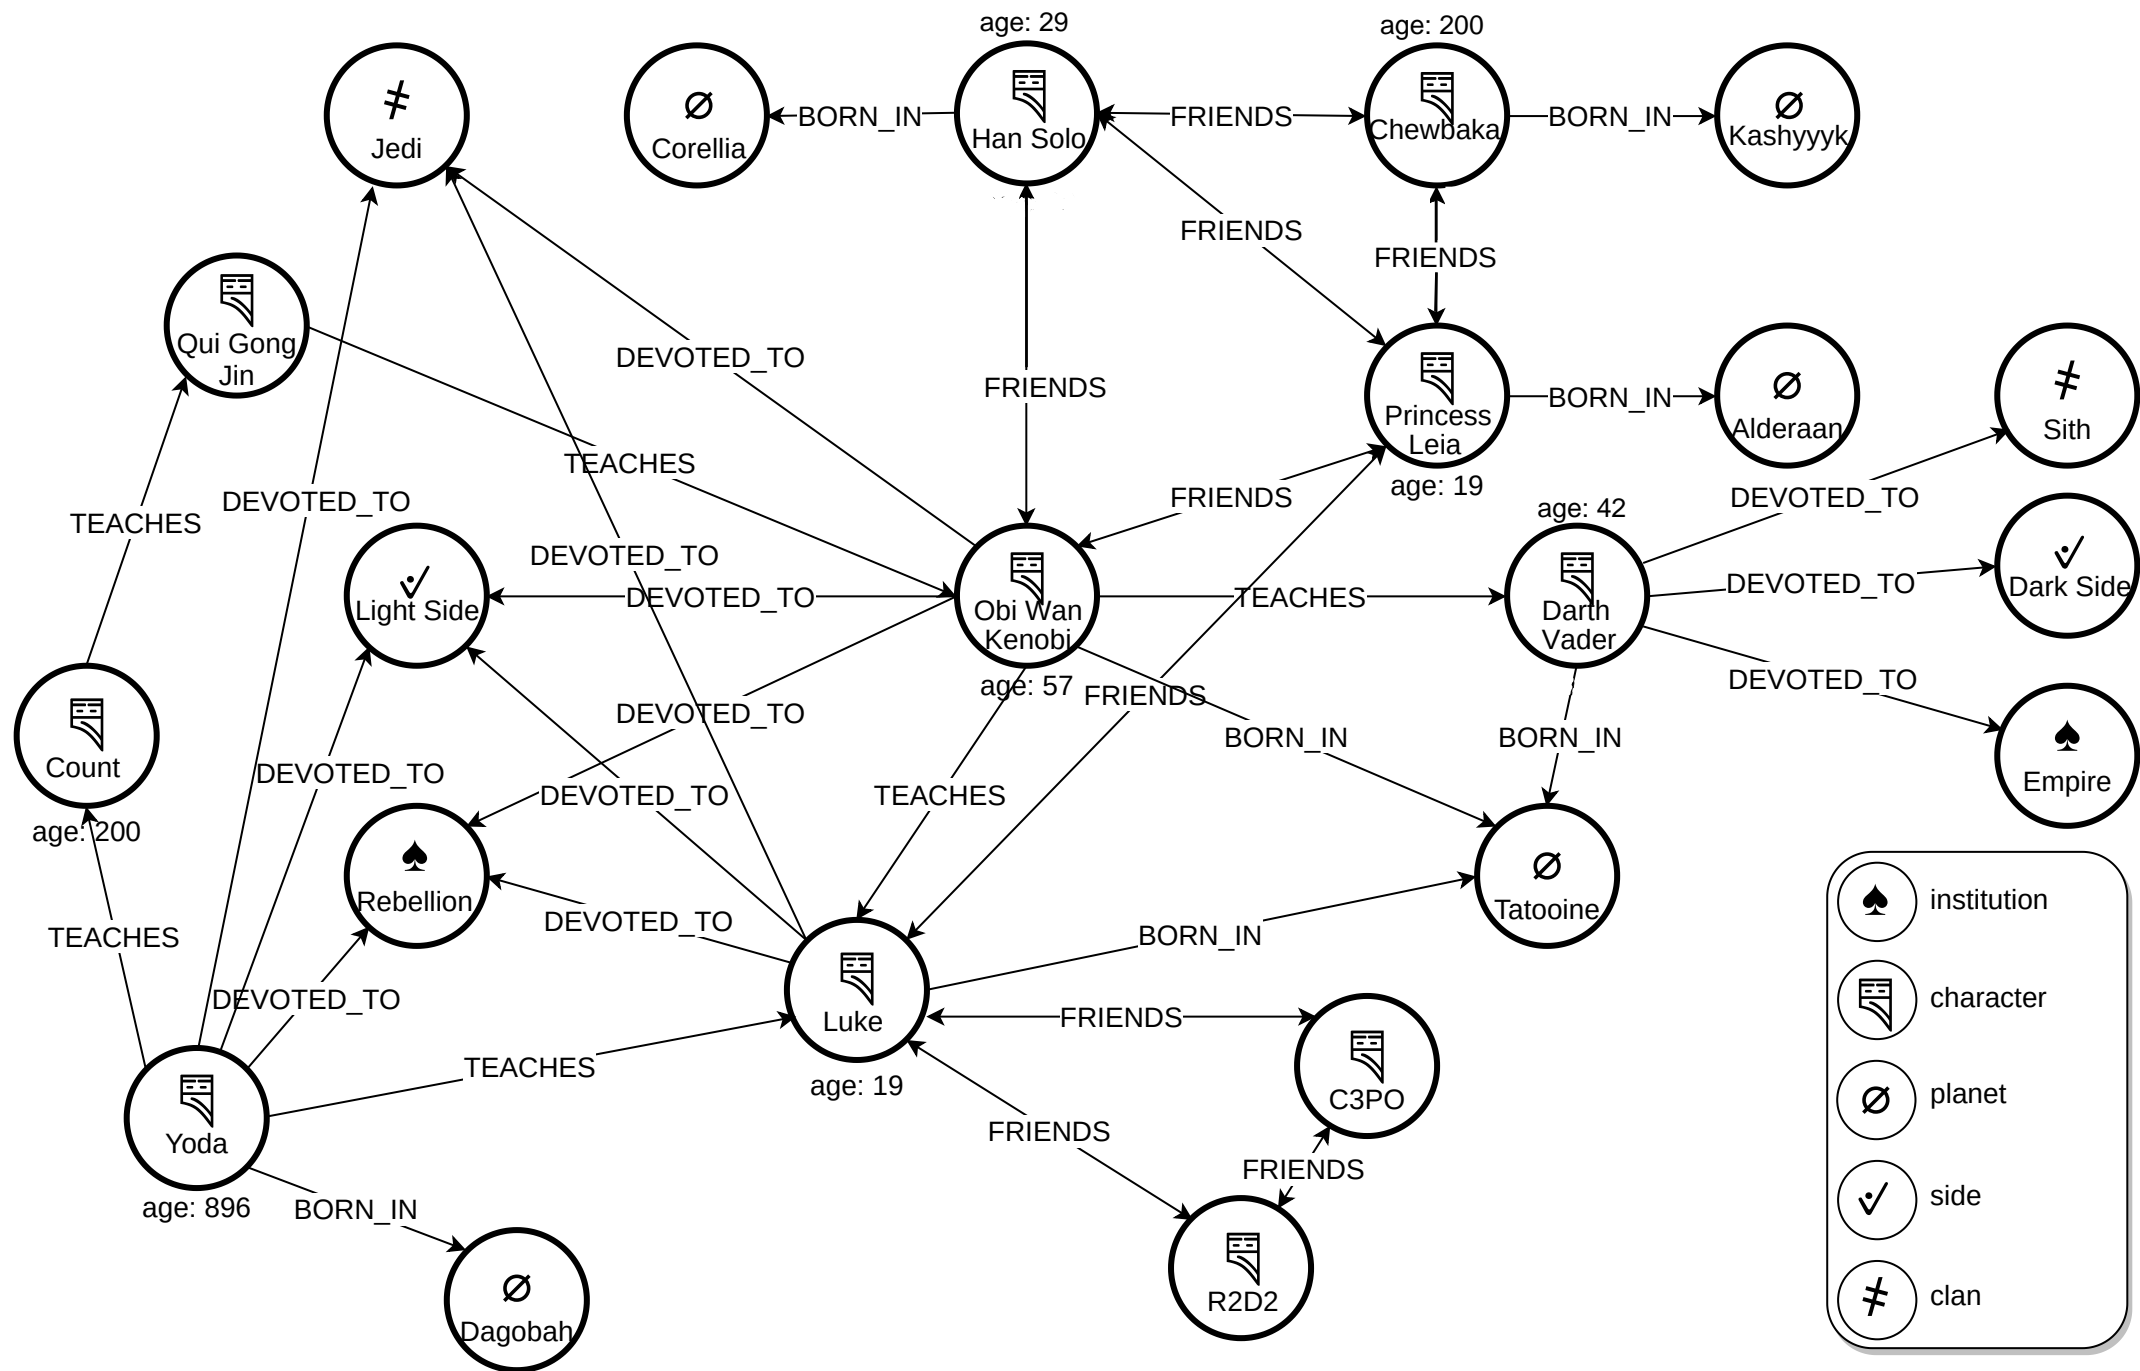 age: 29
age: 200
Jedi
Corellia
BORN_IN
Han Solo
FRIENDS
Chewbaka
BORN_IN
Kashyyyk
FRIENDS
FRIENDS
Qui Gong
Jin
DEVOTED_TO
FRIENDS
Princess
Leia
age: 19
BORN_IN
Alderaan
Sith
TEACHES
DEVOTED_TO
TEACHES
FRIENDS
DEVOTED_TO
age: 42
DEVOTED_TO
Light Side
DEVOTED_TO
Obi Wan
Kenobi
age: 57
TEACHES
Darth
Vader
DEVOTED_TO
Dark Side
DEVOTED_TO
FRIENDS
DEVOTED_TO
BORN_IN
BORN_IN
Count
age: 200
DEVOTED_TO
DEVOTED_TO
TEACHES
Empire
Rebellion
DEVOTED_TO
Tatooine
TEACHES
BORN_IN
DEVOTED_TO
Luke
age: 19
FRIENDS
TEACHES
C3PO
Yoda
age: 896
FRIENDS
FRIENDS
BORN_IN
R2D2
Dagobah
institution
character
planet
side
clan